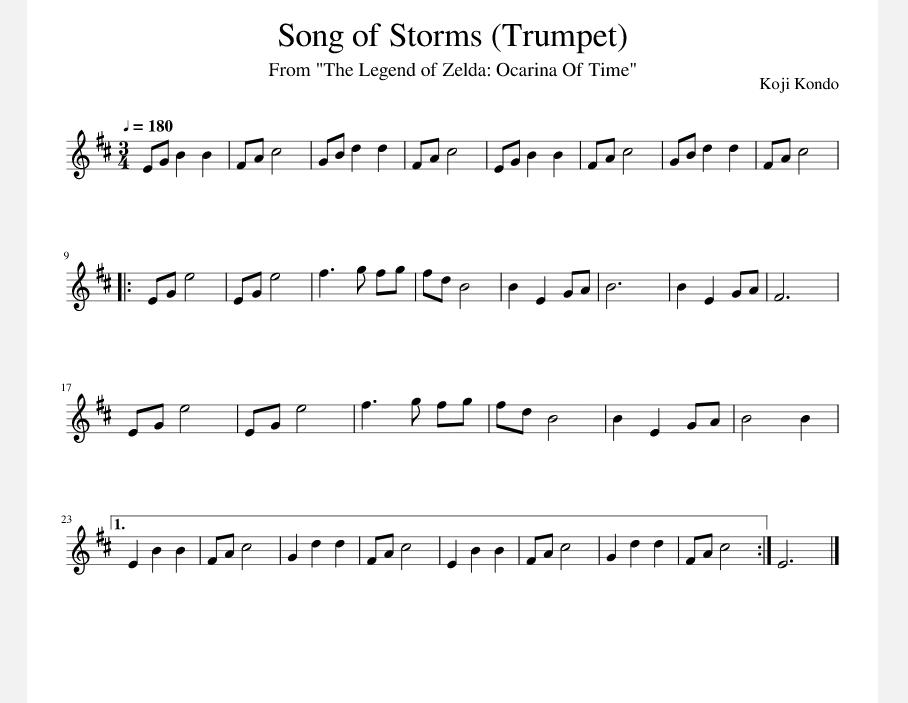 Song of Storms (Trumpet)
From "The Legend of Zelda: Ocarina Of Time"
Koji Kondo
♩ = 180
3
4
9
17
23
1.